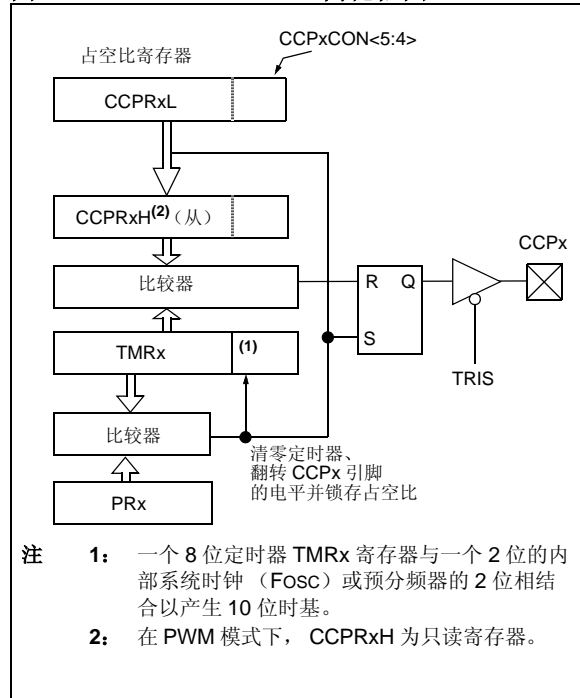 CCPxCON<5:4>
占空比寄存器
CCPRxL
CCPRxH(2)（从）
CCPx
比较器
R Q
TMRx
(1)
S
TRIS
比较器
清零定时器、
翻转 CCPx 引脚
的电平并锁存占空比
PRx
注 1： 一个 8 位定时器 TMRx 寄存器与一个 2 位的内
部系统时钟 （FOSC）或预分频器的 2 位相结
合以产生 10 位时基。
2： 在 PWM 模式下， CCPRxH 为只读寄存器。